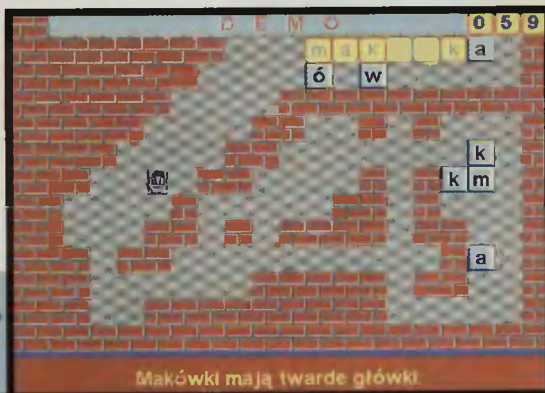 DEMO 059
mak k a
ó w
k
k m
a
Makówki mają twarde główki.